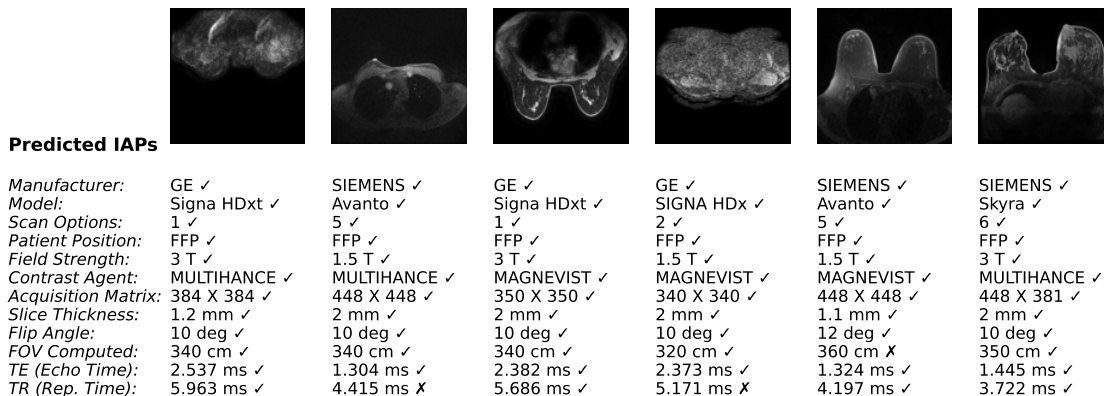 Predicted IAPs
Manufacturer: GE ✓ SIEMENS ✓ GE ✓ GE ✓ SIEMENS ✓ SIEMENS ✓
Model: Signa HDxt ✓ Avanto ✓ Signa HDxt ✓ SIGNA HDx ✓ Avanto ✓ Skyra ✓
Scan Options: 1 ✓ 5 ✓ 1 ✓ 2 ✓ 5 ✓ 6 ✓
Patient Position: FFP ✓ FFP ✓ FFP ✓ FFP ✓ FFP ✓ FFP ✓
Field Strength: 3 T ✓ 1.5 T ✓ 3 T ✓ 1.5 T ✓ 1.5 T ✓ 3 T ✓
Contrast Agent: MULTIHANCE ✓ MULTIHANCE ✓ MAGNEVIST ✓ MAGNEVIST ✓ MAGNEVIST ✓ MULTIHANCE ✓
Acquisition Matrix: 384 X 384 ✓ 448 X 448 ✓ 350 X 350 ✓ 340 X 340 ✓ 448 X 448 ✓ 448 X 381 ✓
Slice Thickness: 1.2 mm ✓ 2 mm ✓ 2 mm ✓ 2 mm ✓ 1.1 mm ✓ 2 mm ✓
Flip Angle: 10 deg ✓ 10 deg ✓ 10 deg ✓ 10 deg ✓ 12 deg ✓ 10 deg ✓
FOV Computed: 340 cm ✓ 340 cm ✓ 340 cm ✓ 320 cm ✓ 360 cm ✗ 350 cm ✓
TE (Echo Time): 2.537 ms ✓ 1.304 ms ✓ 2.382 ms ✓ 2.373 ms ✓ 1.324 ms ✓ 1.445 ms ✓
TR (Rep. Time): 5.963 ms ✓ 4.415 ms ✗ 5.686 ms ✓ 5.171 ms ✗ 4.197 ms ✓ 3.722 ms ✓